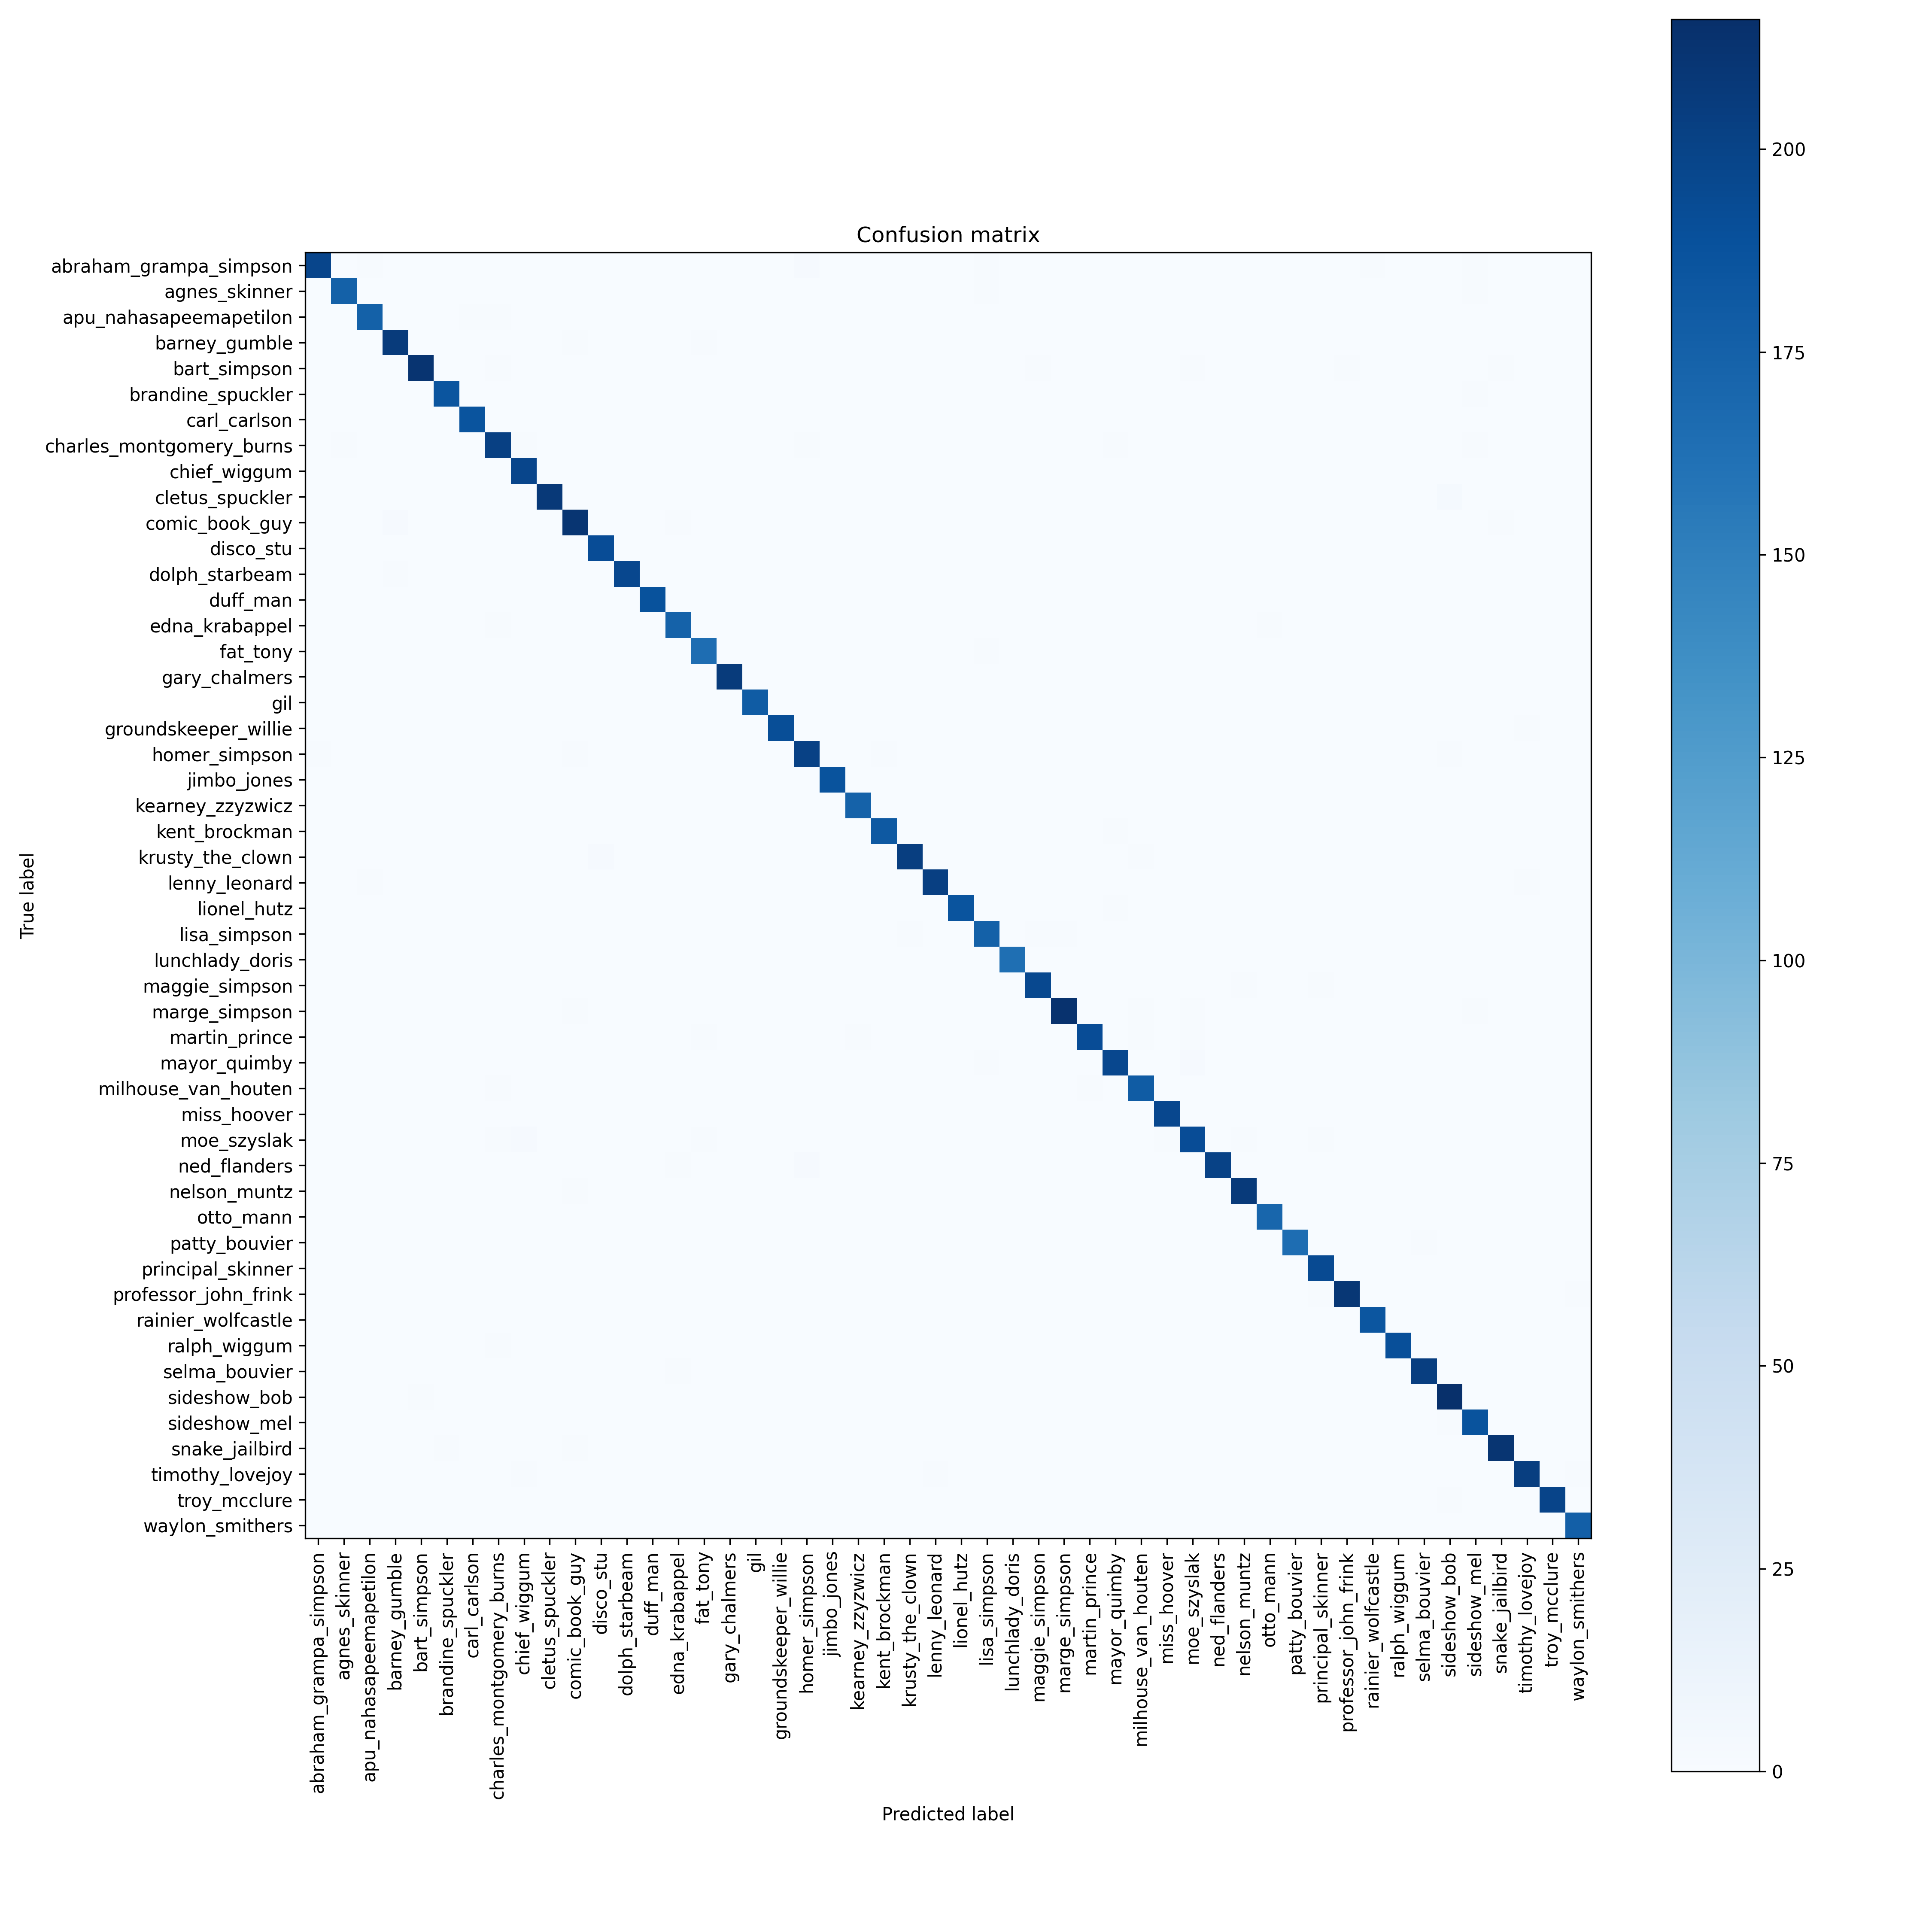 Confusion matrix
True label
abraham_grampa_simpson
agnes_skinner
apu_nahasapeemapetilon
barney_gumble
bart_simpson
brandine_spuckler
carl_carlson
charles_montgomery_burns
chief_wiggum
cletus_spuckler
comic_book_guy
disco_stu
dolph_starbeam
duff_man
edna_krabappel
fat_tony
gary_chalmers
gil
groundskeeper_willie
homer_simpson
jimbo_jones
kearney_zzyzwicz
kent_brockman
krusty_the_clown
lenny_leonard
lionel_hutz
lisa_simpson
lunchlady_doris
maggie_simpson
marge_simpson
martin_prince
mayor_quimby
milhouse_van_houten
miss_hoover
moe_szyslak
ned_flanders
nelson_muntz
otto_mann
patty_bouvier
principal_skinner
professor_john_frink
rainier_wolfcastle
ralph_wiggum
selma_bouvier
sideshow_bob
sideshow_mel
snake_jailbird
timothy_lovejoy
troy_mcclure
waylon_smithers
abraham_grampa_simpson
agnes_skinner
apu_nahasapeemapetilon
barney_gumble
bart_simpson
brandine_spuckler
carl_carlson
charles_montgomery_burns
chief_wiggum
cletus_spuckler
comic_book_guy
disco_stu
dolph_starbeam
duff_man
edna_krabappel
fat_tony
gary_chalmers
gil
groundskeeper_willie
homer_simpson
jimbo_jones
kearney_zzyzwicz
kent_brockman
krusty_the_clown
lenny_leonard
lionel_hutz
lisa_simpson
lunchlady_doris
maggie_simpson
marge_simpson
martin_prince
mayor_quimby
milhouse_van_houten
miss_hoover
moe_szyslak
ned_flanders
nelson_muntz
otto_mann
patty_bouvier
principal_skinner
professor_john_frink
rainier_wolfcastle
ralph_wiggum
selma_bouvier
sideshow_bob
sideshow_mel
snake_jailbird
timothy_lovejoy
troy_mcclure
waylon_smithers
Predicted label
200
175
150
125
100
75
50
25
0